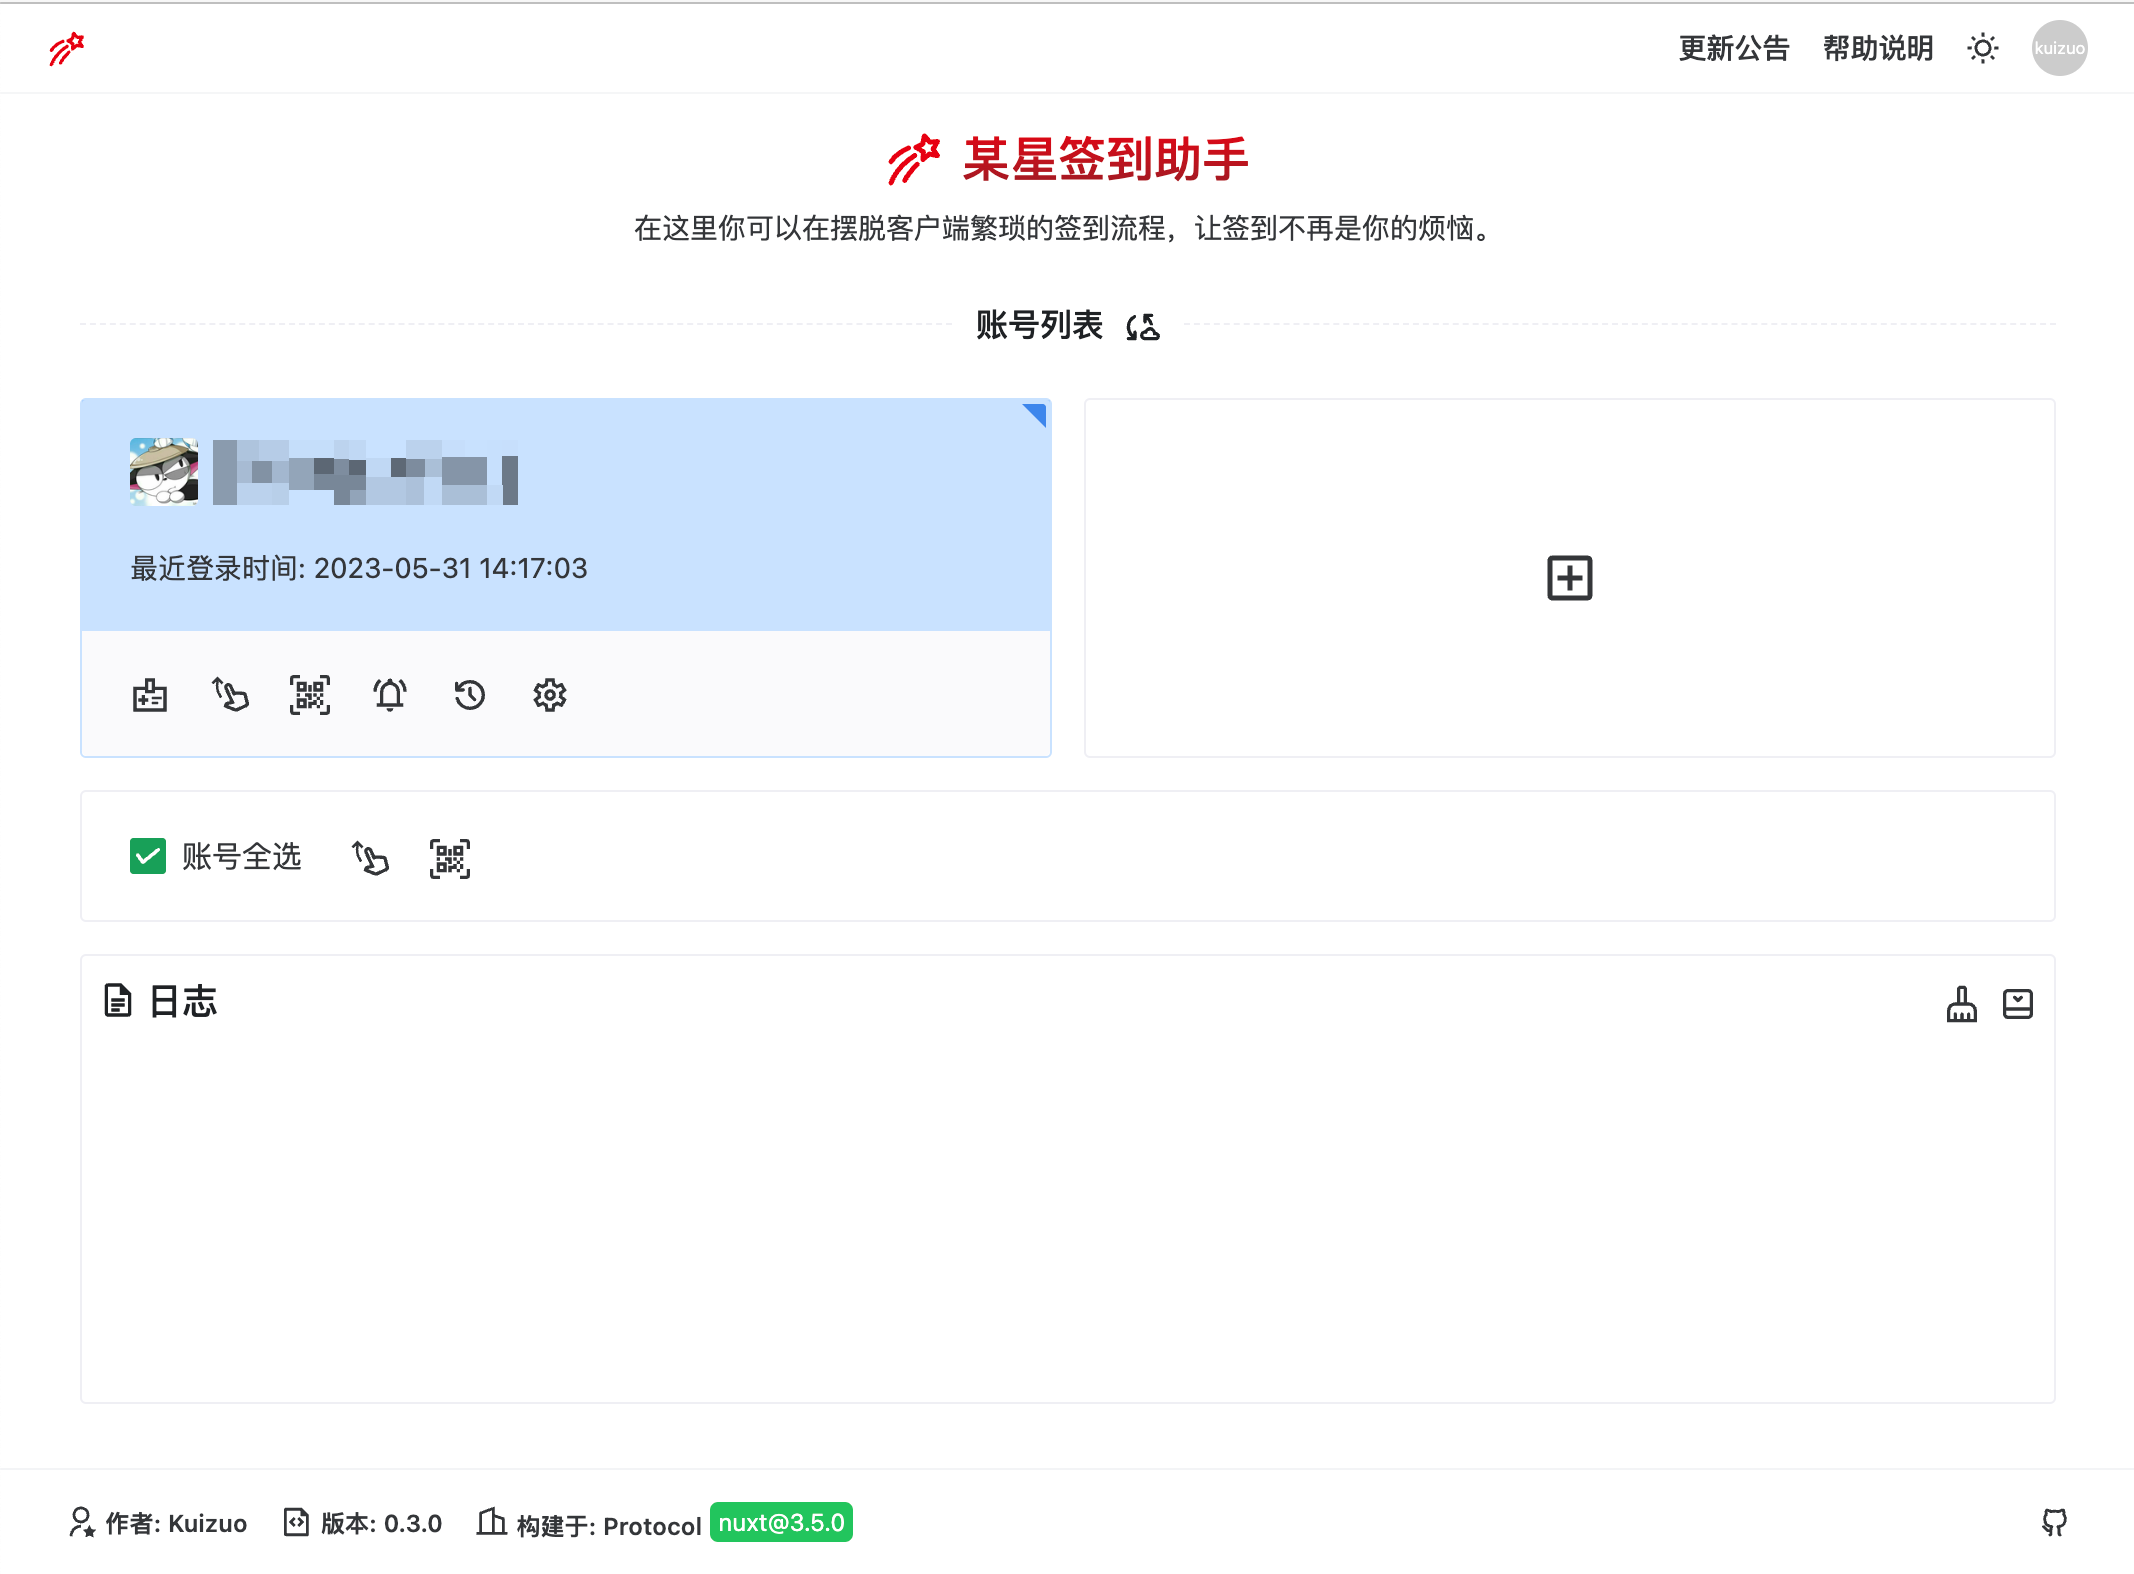 更新公告 帮助说明 kuizuo
某星签到助手
在这里你可以在摆脱客户端繁琐的签到流程，让签到不再是你的烦恼。
账号列表
最近登录时间: 2023-05-31 14:17:03
账号全选
日志
作者: Kuizuo 版本: 0.3.0 构建于: Protocol nuxt@3.5.0